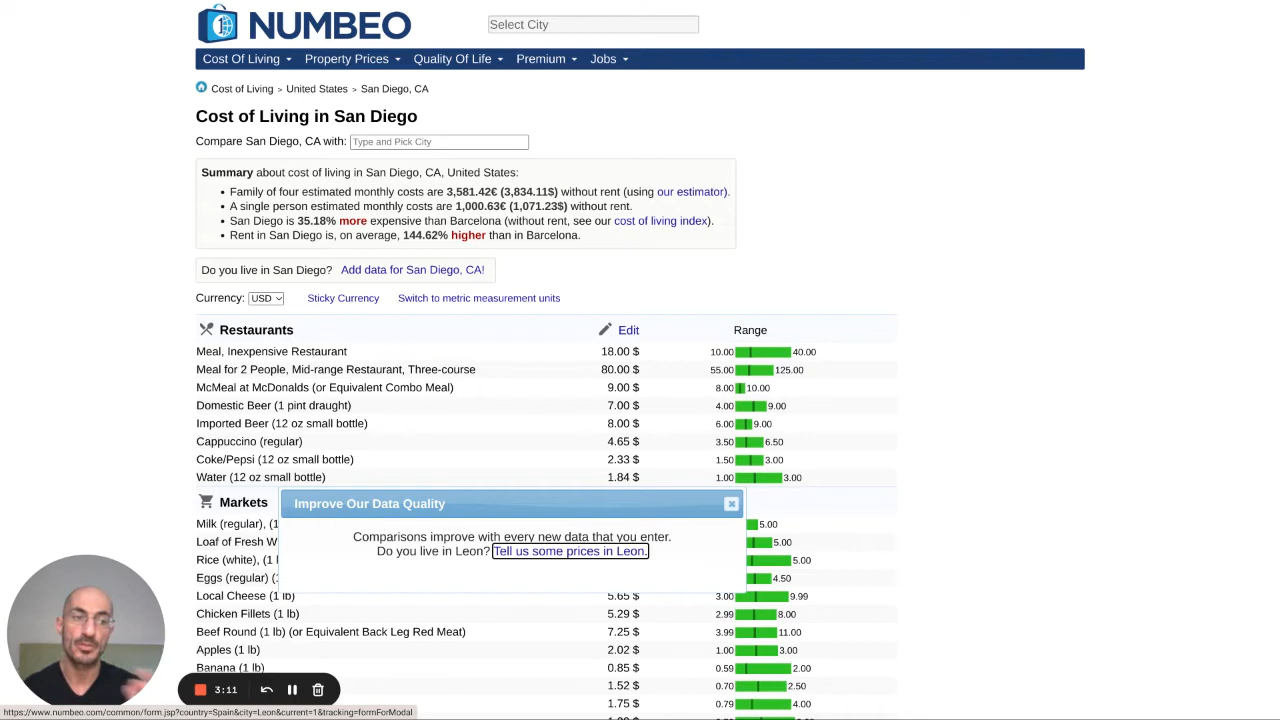 NUMBEO
Select City
Cost Of Living Property Prices Quality Of Life Premium Jobs
Cost of Living > United States > San Diego, CA
Cost of Living in San Diego
Compare San Diego, CA with: Type and Pick City
Summary about cost of living in San Diego, CA, United States:
• Family of four estimated monthly costs are 3,581.42€ (3,834.11$) without rent (using our estimator).
• A single person estimated monthly costs are 1,000.63€ (1,071.23$) without rent.
• San Diego is 35.18% more expensive than Barcelona (without rent, see our cost of living index).
• Rent in San Diego is, on average, 144.62% higher than in Barcelona.
Do you live in San Diego? Add data for San Diego, CA!
Currency: USD Sticky Currency Switch to metric measurement units
Restaurants Edit Range
Meal, Inexpensive Restaurant 18.00 $ 10.00 40.00
Meal for 2 People, Mid-range Restaurant, Three-course 80.00 $ 55.00 125.00
McMeal at McDonalds (or Equivalent Combo Meal) 9.00 $ 8.00 10.00
Domestic Beer (1 pint draught) 7.00 $ 4.00 9.00
Imported Beer (12 oz small bottle) 8.00 $ 6.00 9.00
Cappuccino (regular) 4.65 $ 3.50 6.50
Coke/Pepsi (12 oz small bottle) 2.33 $ 1.50 3.00
Water (12 oz small bottle) 1.84 $ 1.00 3.00
Markets
Improve Our Data Quality
Milk (regular), (1 5.00
Comparisons improve with every new data that you enter.
Loaf of Fresh W 5.00
Do you live in Leon? Tell us some prices in Leon.
Rice (white), (1 l 5.00
Eggs (regular) (1 4.50
Local Cheese (1 lb) 5.65 $ 3.00 9.99
Chicken Fillets (1 lb) 5.29 $ 2.99 8.00
Beef Round (1 lb) (or Equivalent Back Leg Red Meat) 7.25 $ 3.99 11.00
Apples (1 lb) 2.02 $ 1.00 3.00
Banana (1 lb) 0.85 $ 0.59 2.00
1.52 $ 0.70 2.50
3:11
1.75 $ 0.79 4.00
https://www.numbeo.com/common/form.jsp?country=Spain&city=Leon&current=1&tracking=formForModal